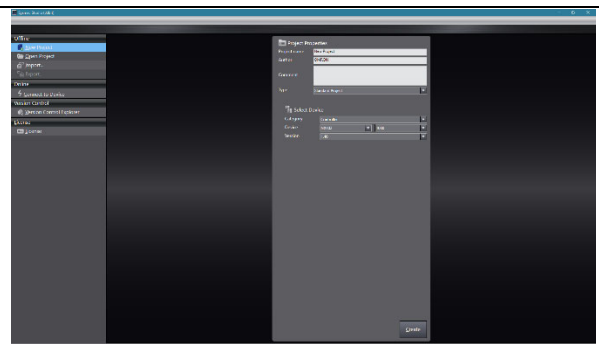 Offline
New Project
Open Project
Import...
Export...
Online
Connect to Device
Version Control
Version Control Explorer
License
License
Project Properties
Project name
New Project
Author
OMRON
Comment
Type
Standard Project
Select Device
Category
Controller
Device
Version
Create